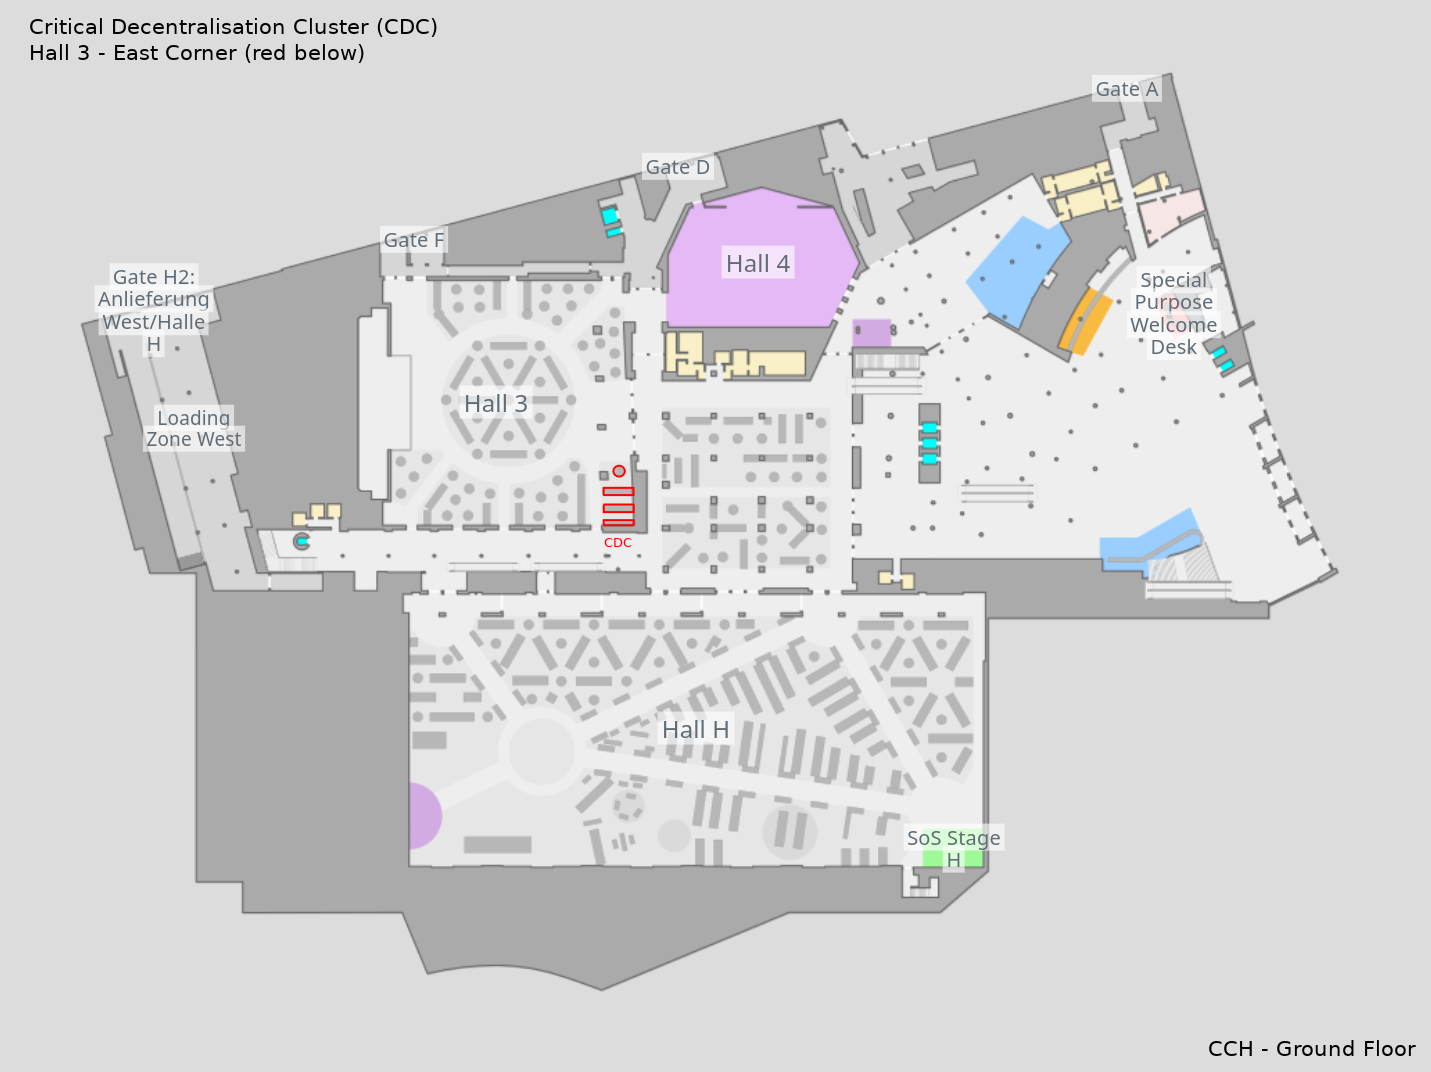 Critical Decentralisation Cluster (CDC)
Hall 3 - East Corner (red below)
Gate A
Gate D
Gate F
Hall 4
Gate H2:
Anlieferung
West/Halle
H
Special
Purpose
Welcome
Desk
Hall 3
Loading
Zone West
CDC
Hall H
SoS Stage
H
CCH - Ground Floor